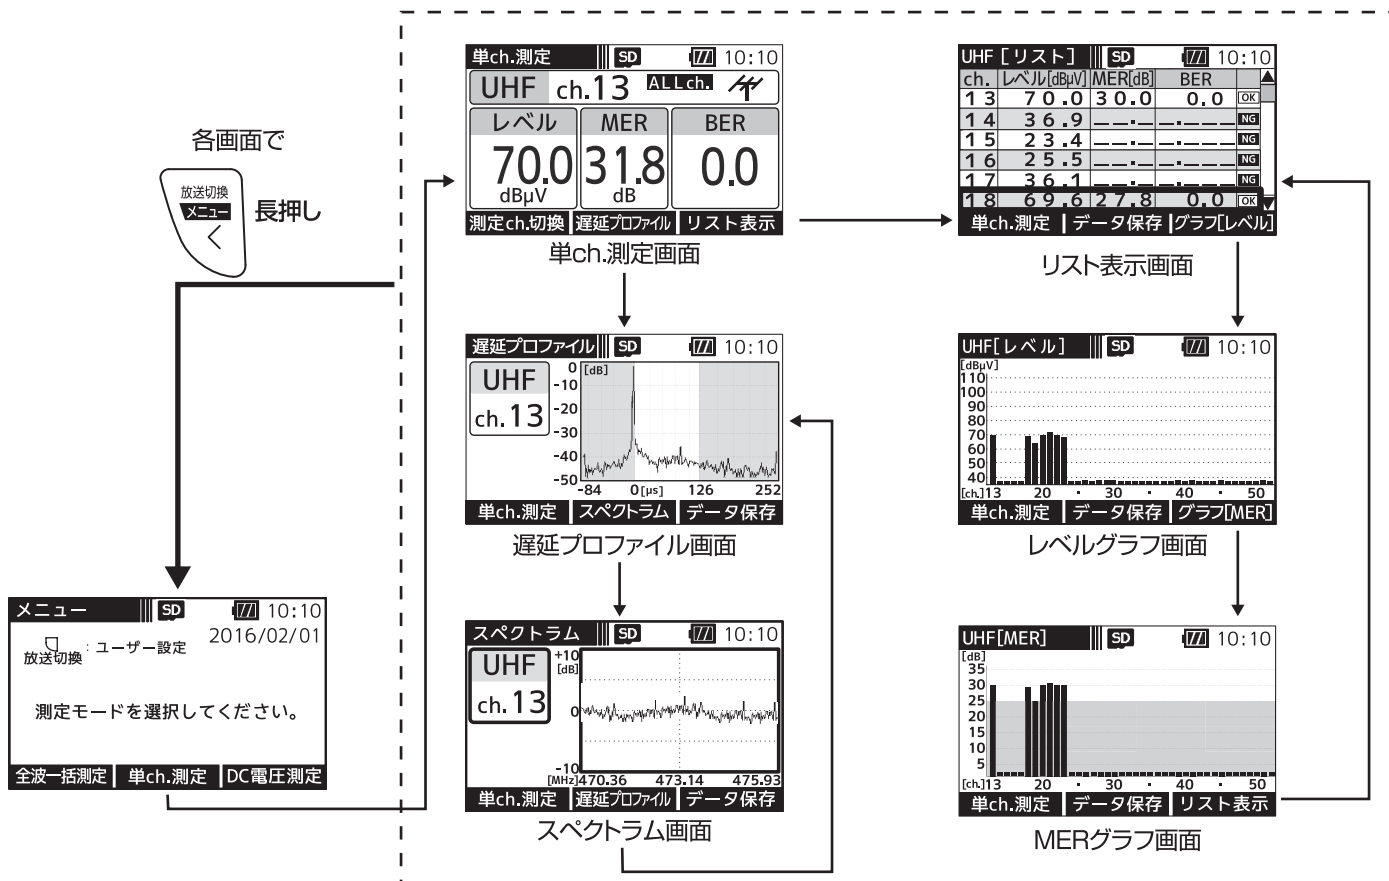 各画面で
放送切換
メニュー
長押し
メニュー SD 10:10
2016/02/01
放送切換 : ユーザー設定
測定モードを選択してください。
全波一括測定 単ch.測定 DC電圧測定
単ch.測定 SD 10:10
UHF ch.13 ALLch.
レベル MER BER
70.0 31.8 0.0
dBμV dB
測定ch.切換 遅延プロファイル リスト表示
単ch.測定画面
遅延プロファイル SD 10:10
UHF
ch.13
[dB]
0
-10
-20
-30
-40
-50
-84 0[μs] 126 252
単ch.測定 スペクトラム データ保存
遅延プロファイル画面
スペクトラム SD 10:10
UHF
ch.13
+10
[dB]
0
-10
[MHz]470.36 473.14 475.93
単ch.測定 遅延プロファイル データ保存
スペクトラム画面
UHF[リスト] SD 10:10
ch. レベル[dBμV] MER[dB] BER
13 70.0 30.0 0.0 OK
14 36.9 __._ _.___ NG
15 23.4 __._ _.___ NG
16 25.5 __._ _.___ NG
17 36.1 __._ _.___ NG
18 69.6 27.8 0.0 OK
単ch.測定 データ保存 グラフ[レベル]
リスト表示画面
UHF[レベル] SD 10:10
[dBμV]
110
100
90
80
70
60
50
40
[ch.]13 20 · 30 · 40 · 50
単ch.測定 データ保存 グラフ[MER]
レベルグラフ画面
UHF[MER] SD 10:10
[dB]
35
30
25
20
15
10
5
[ch.]13 20 · 30 · 40 · 50
単ch.測定 データ保存 リスト表示
MERグラフ画面